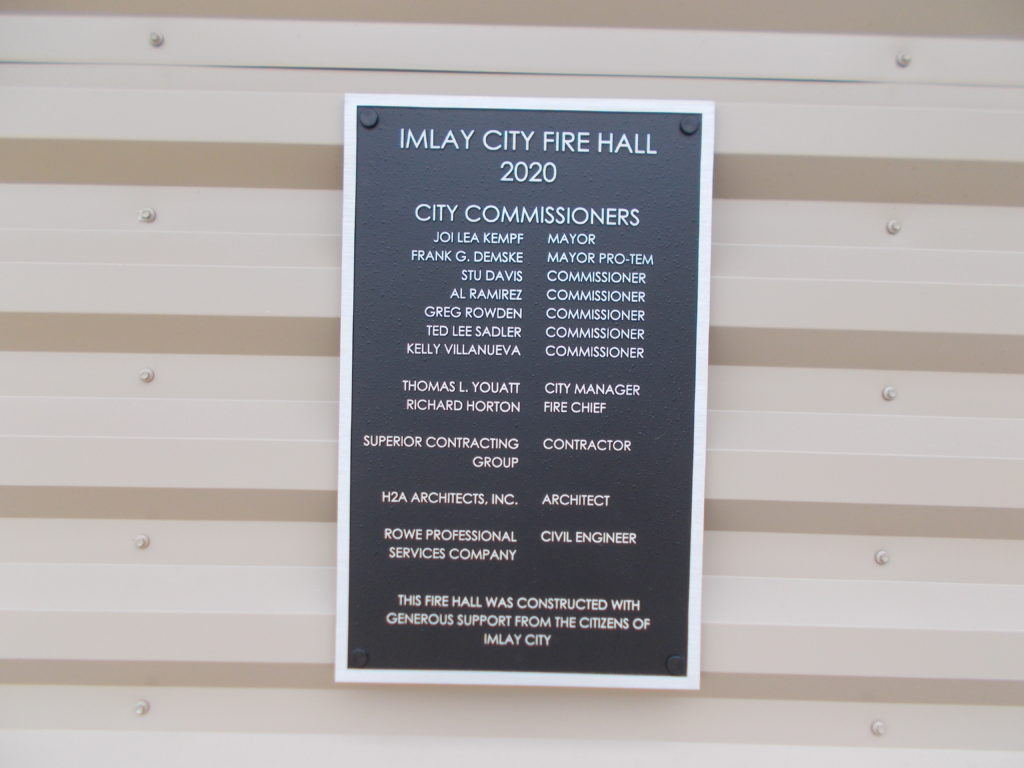 IMLAY CITY FIRE HALL
2020
CITY COMMISSIONERS
JOI LEA KEMPF MAYOR
FRANK G. DEMSKE MAYOR PRO-TEM
STU DAVIS COMMISSIONER
AL RAMIREZ COMMISSIONER
GREG ROWDEN COMMISSIONER
TED LEE SADLER COMMISSIONER
KELLY VILLANUEVA COMMISSIONER
THOMAS L. YOUATT CITY MANAGER
RICHARD HORTON FIRE CHIEF
SUPERIOR CONTRACTING CONTRACTOR
GROUP
H2A ARCHITECTS, INC. ARCHITECT
ROWE PROFESSIONAL CIVIL ENGINEER
SERVICES COMPANY
THIS FIRE HALL WAS CONSTRUCTED WITH
GENEROUS SUPPORT FROM THE CITIZENS OF
IMLAY CITY